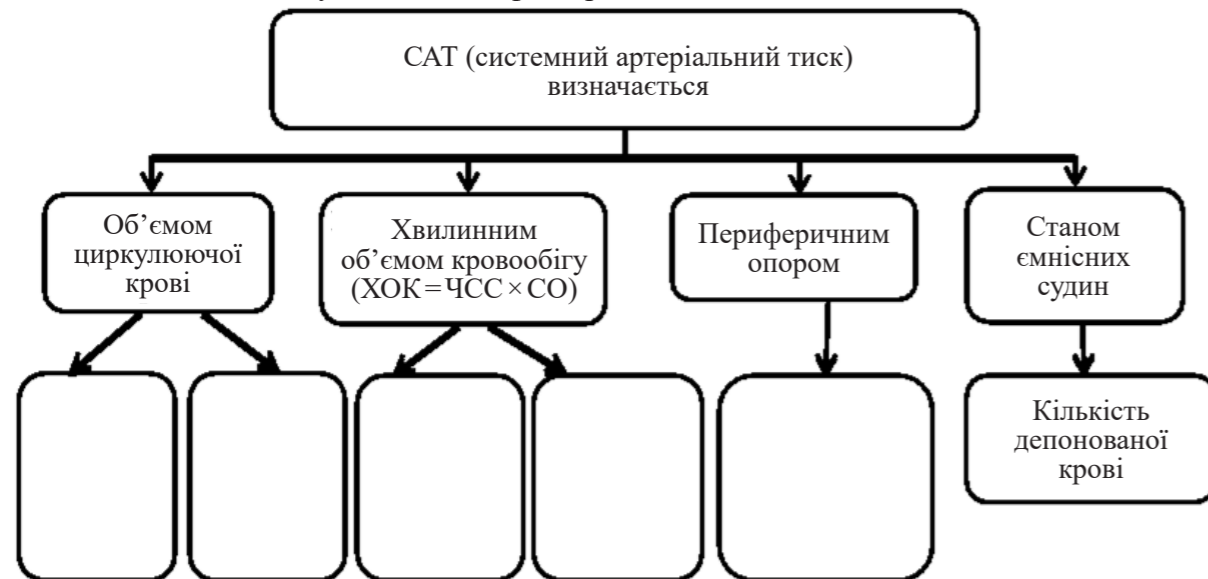 САТ (системний артеріальний тиск)
визначається
Об’ємом
циркулюючої
крові
Хвилинним
об’ємом кровообігу
(ХОК = ЧСС × СО)
Периферичним
опором
Станом
ємнісних
судин
Кількість
депонованої
крові